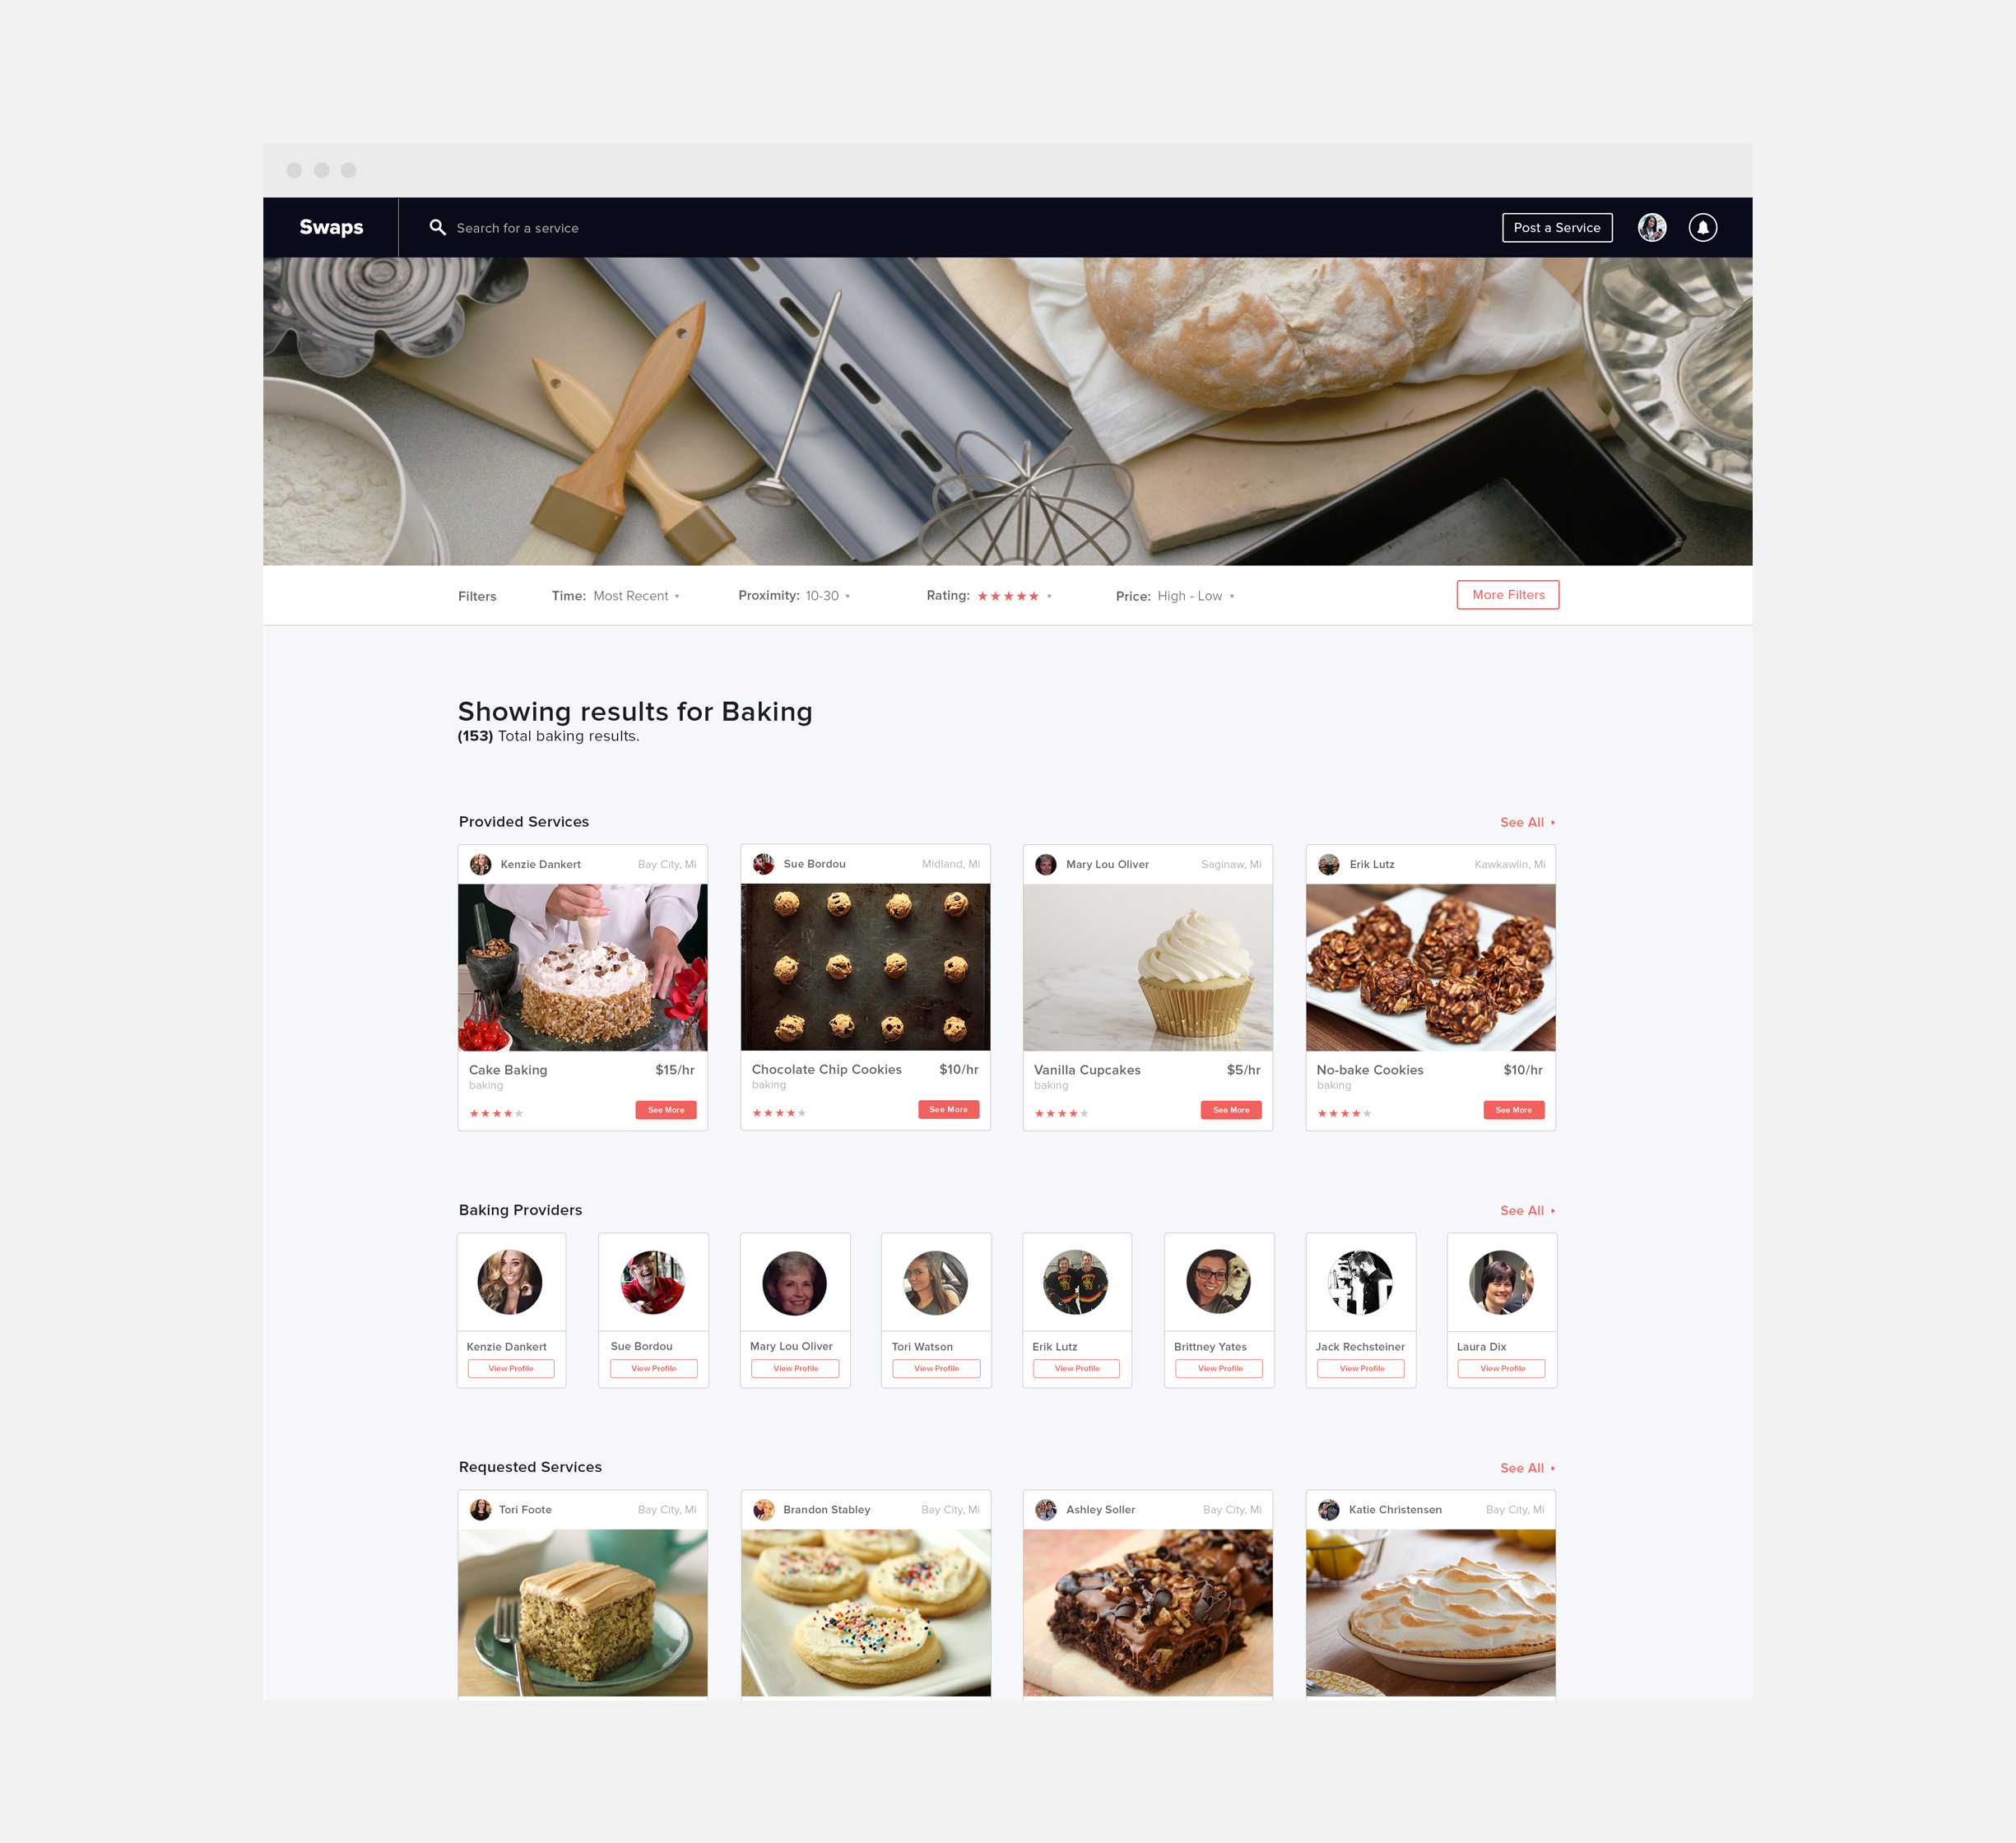 Swaps
Search for a service
Post a Service
Filters
Time: Most Recent
Proximity: 10-30
Rating: ★★★★★
Price: High - Low
More Filters
Showing results for Baking
(153) Total baking results.
Provided Services
See All
Kenzie Dankert
Bay City, Mi
Cake Baking
$15/hr
baking
See More
Sue Bordou
Midland, Mi
Chocolate Chip Cookies
$10/hr
baking
See More
Mary Lou Oliver
Saginaw, Mi
Vanilla Cupcakes
$5/hr
baking
See More
Erik Lutz
Kawkawlin, Mi
No-bake Cookies
$10/hr
baking
See More
Baking Providers
See All
Kenzie Dankert
View Profile
Sue Bordou
View Profile
Mary Lou Oliver
View Profile
Tori Watson
View Profile
Erik Lutz
View Profile
Brittney Yates
View Profile
Jack Rechsteiner
View Profile
Laura Dix
View Profile
Requested Services
See All
Tori Foote
Bay City, Mi
Brandon Stabley
Bay City, Mi
Ashley Soller
Bay City, Mi
Katie Christensen
Bay City, Mi